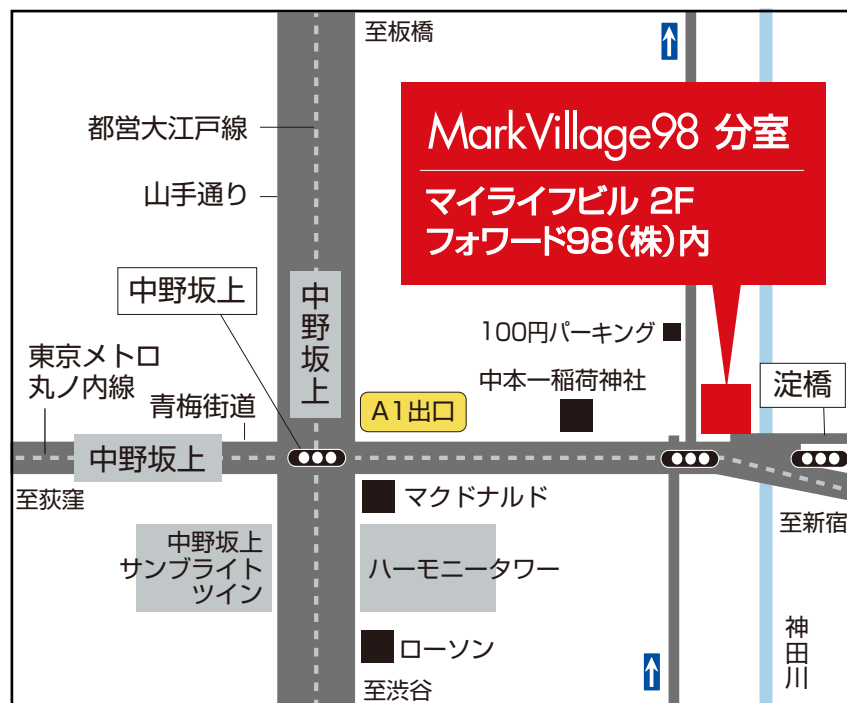 至板橋
都営大江戸線
山手通り
MarkVillage98 分室
マイライフビル 2F
フォワード98(株)内
中野坂上
中野坂上
100円パーキング
東京メトロ
丸ノ内線
青梅街道
A1出口
中本一稲荷神社
淀橋
中野坂上
至荻窪
マクドナルド
至新宿
中野坂上
サンブライト
ツイン
ハーモニータワー
ローソン
神田川
至渋谷